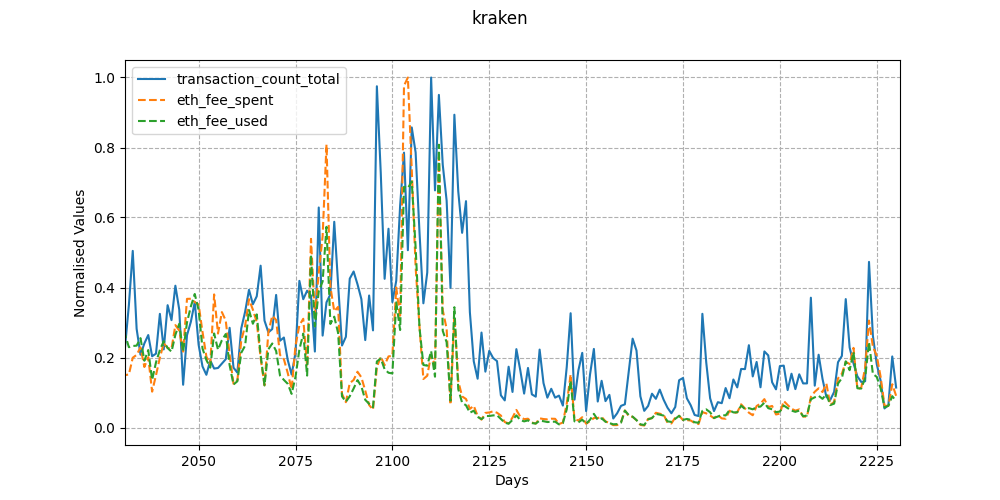 kraken
transaction_count_total
eth_fee_spent
eth_fee_used
1.0
0.8
0.6
0.4
0.2
0.0
Normalised Values
2050 2075 2100 2125 2150 2175 2200 2225
Days